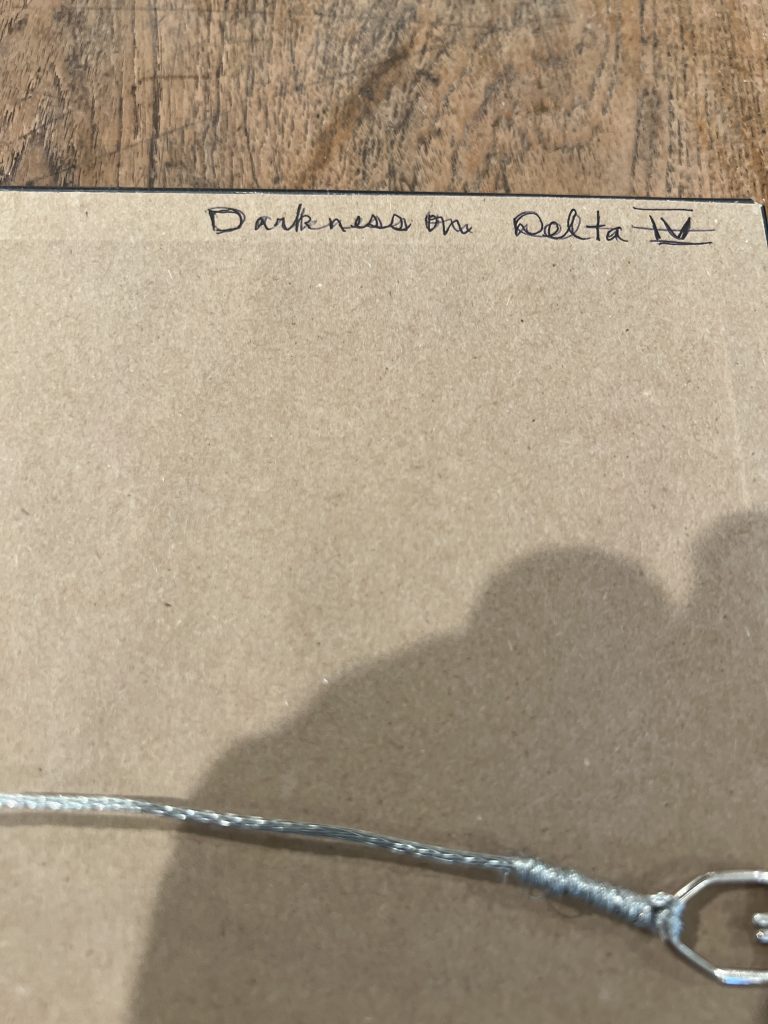 Darkness on Delta IV